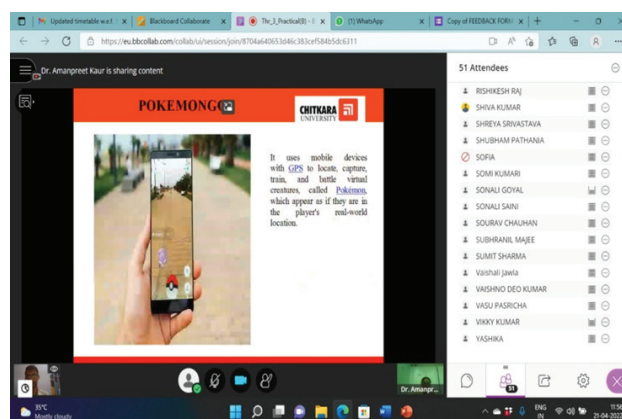 Updated timetable w.e.f.
Blackboard Collaborate
Thr_3_Practical(B) -
(1) WhatsApp
Copy of FEEDBACK FORM
https://eu.bbcollab.com/collab/ui/session/join/8704a640653d46c383cef584b5dc6311
Dr. Amanpreet Kaur is sharing content
POKEMONGO
CHITKARA
UNIVERSITY
It uses mobile devices
with GPS to locate, capture,
train, and battle virtual
creatures, called Pokémon,
which appear as if they are in
the player's real-world
location.
Dr. Amanpr...
51 Attendees
RISHIKESH RAJ
SHIVA KUMAR
SHREYA SRIVASTAVA
SHUBHAM PATHANIA
SOFIA
SOMI KUMARI
SONALI GOYAL
SONALI SAINI
SOURAV CHAUHAN
SUBHRANIL MAJEE
SUMIT SHARMA
Vaishali Jawla
VAISHNO DEO KUMAR
VASU PASRICHA
VIKKY KUMAR
YASHIKA
51
35°C
Mostly cloudy
ENG
IN